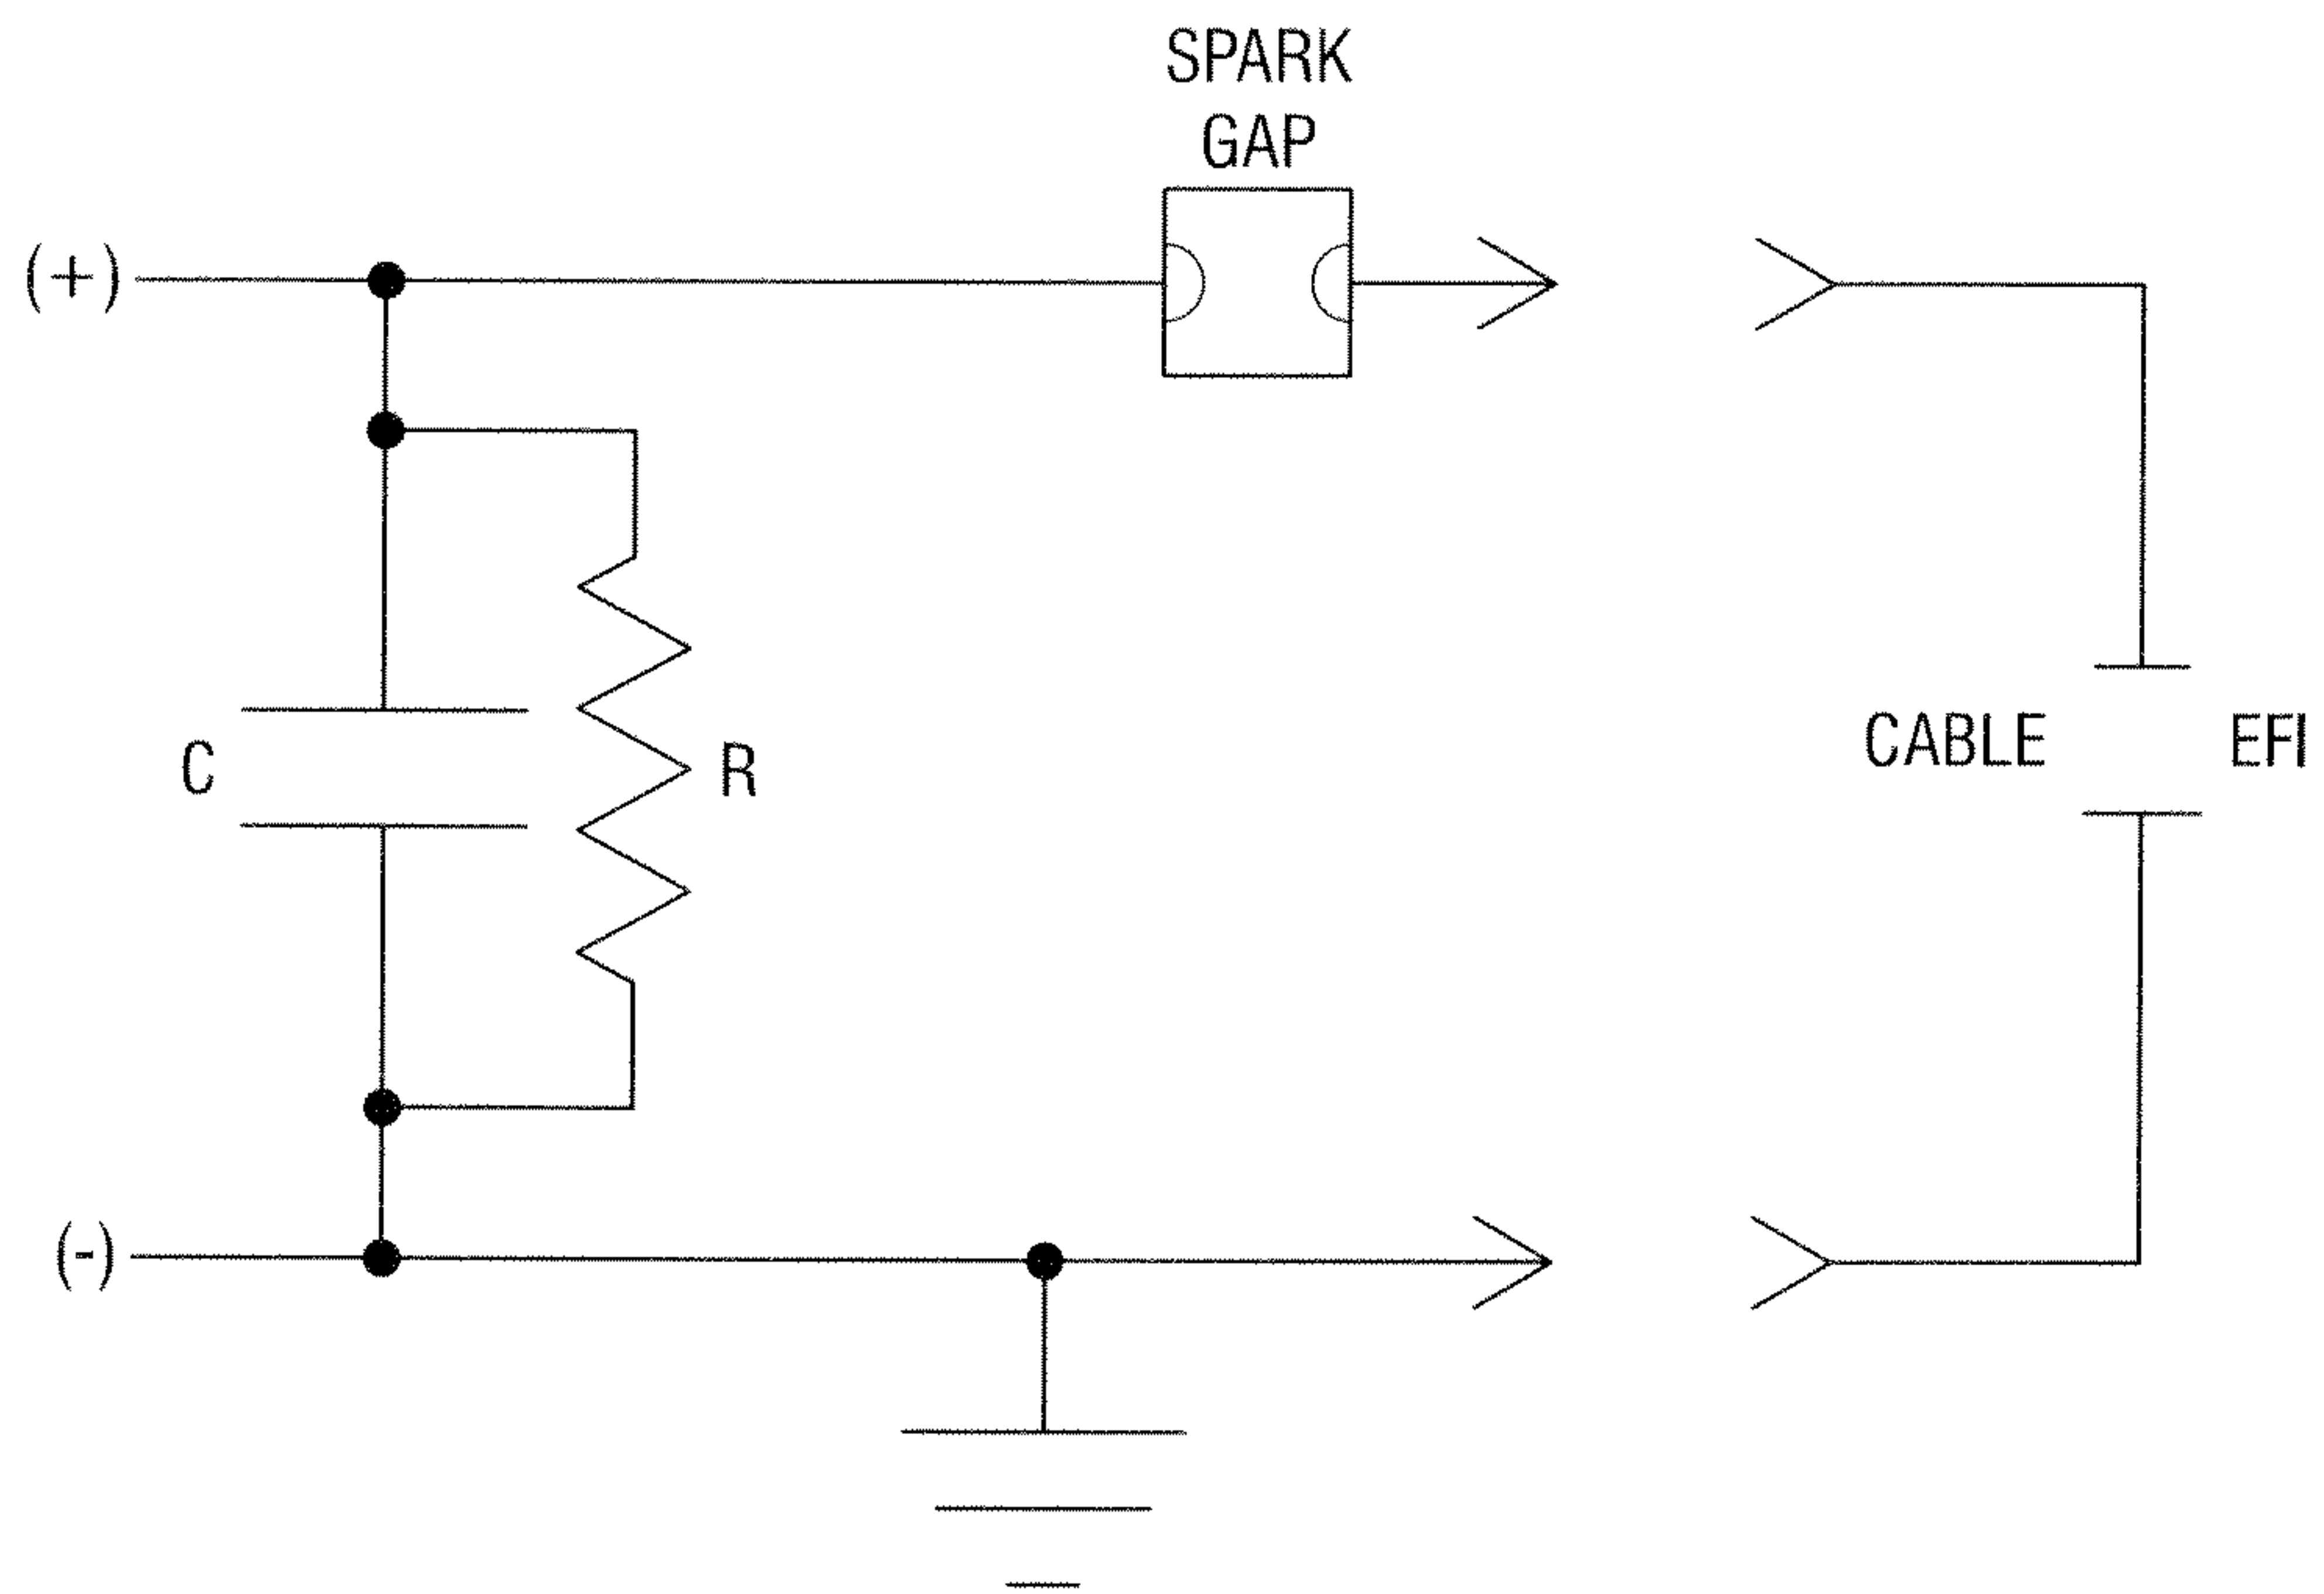 SPARK
GAP
(+)
C
R
CABLE
EFI
(-)